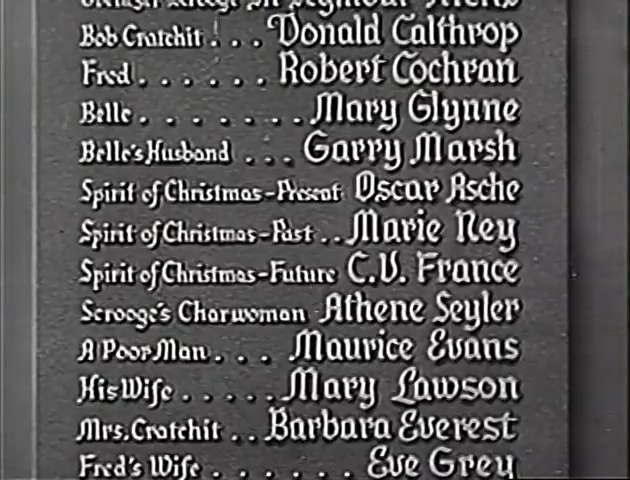 Bob Cratchit . . . Donald Calthrop
Fred . . . . . . Robert Cochran
Belle . . . . . . . Mary Glynne
Belle's Husband . . . Garry Marsh
Spirit of Christmas-Present Oscar Asche
Spirit of Christmas-Past . . Marie Ney
Spirit of Christmas-Future C.V. France
Scrooge's Charwoman Athene Seyler
A Poor Man . . . Maurice Evans
His Wife . . . . . Mary Lawson
Mrs. Cratchit . . Barbara Everest
Fred's Wife . . . . . . Eve Grey